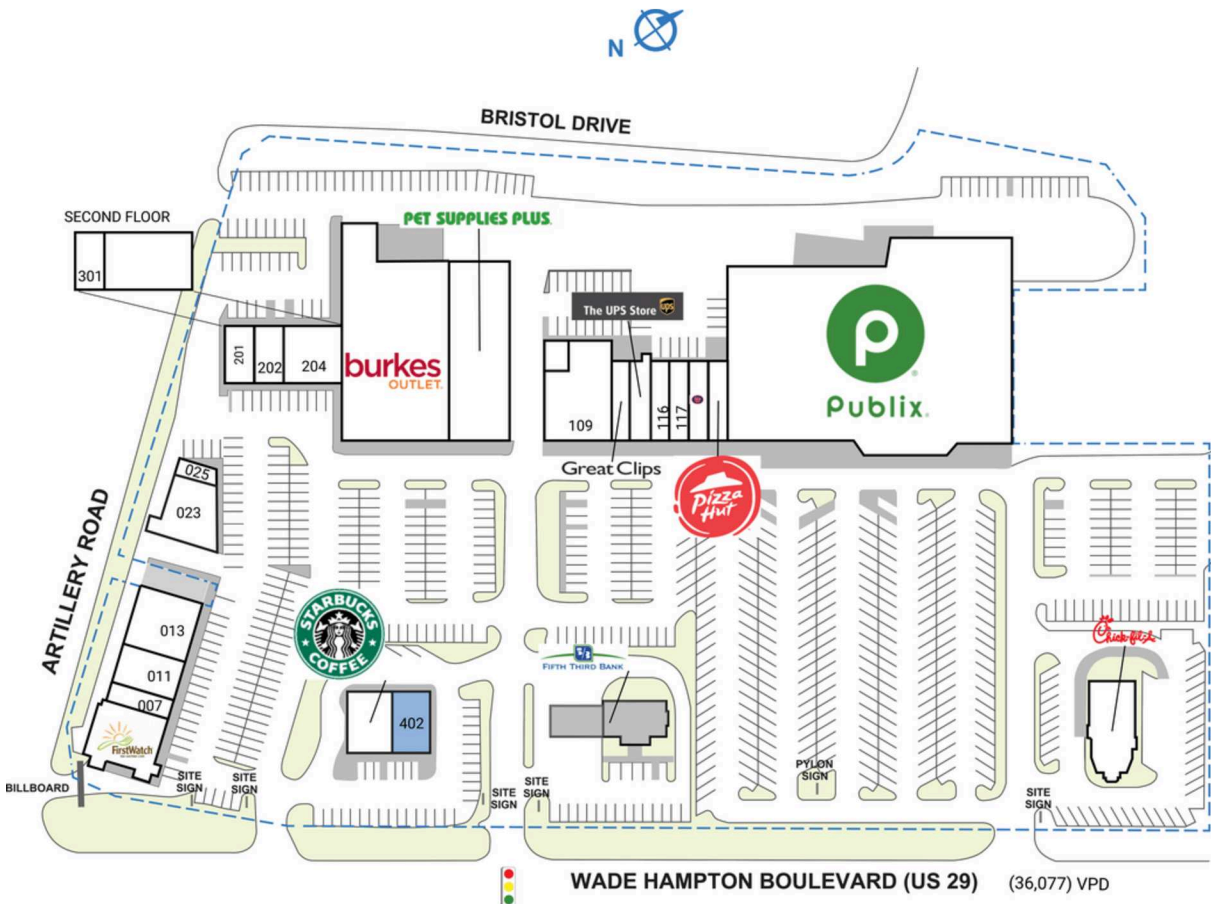 N
BRISTOL DRIVE
SECOND FLOOR
301
PET SUPPLIES PLUS.
The UPS Store
ups
201
202
204
burkes
OUTLET.
109
116
117
Publix.
Great Clips
Pizza
Hut
025
023
ARTILLERY ROAD
STARBUCKS
COFFEE
013
011
007
FirstWatch
402
FIFTH THIRD BANK
Chick-fil-A
BILLBOARD
SITE
SIGN
SITE
SIGN
SITE
SIGN
SITE
SIGN
PYLON
SIGN
SITE
SIGN
WADE HAMPTON BOULEVARD (US 29)
(36,077) VPD